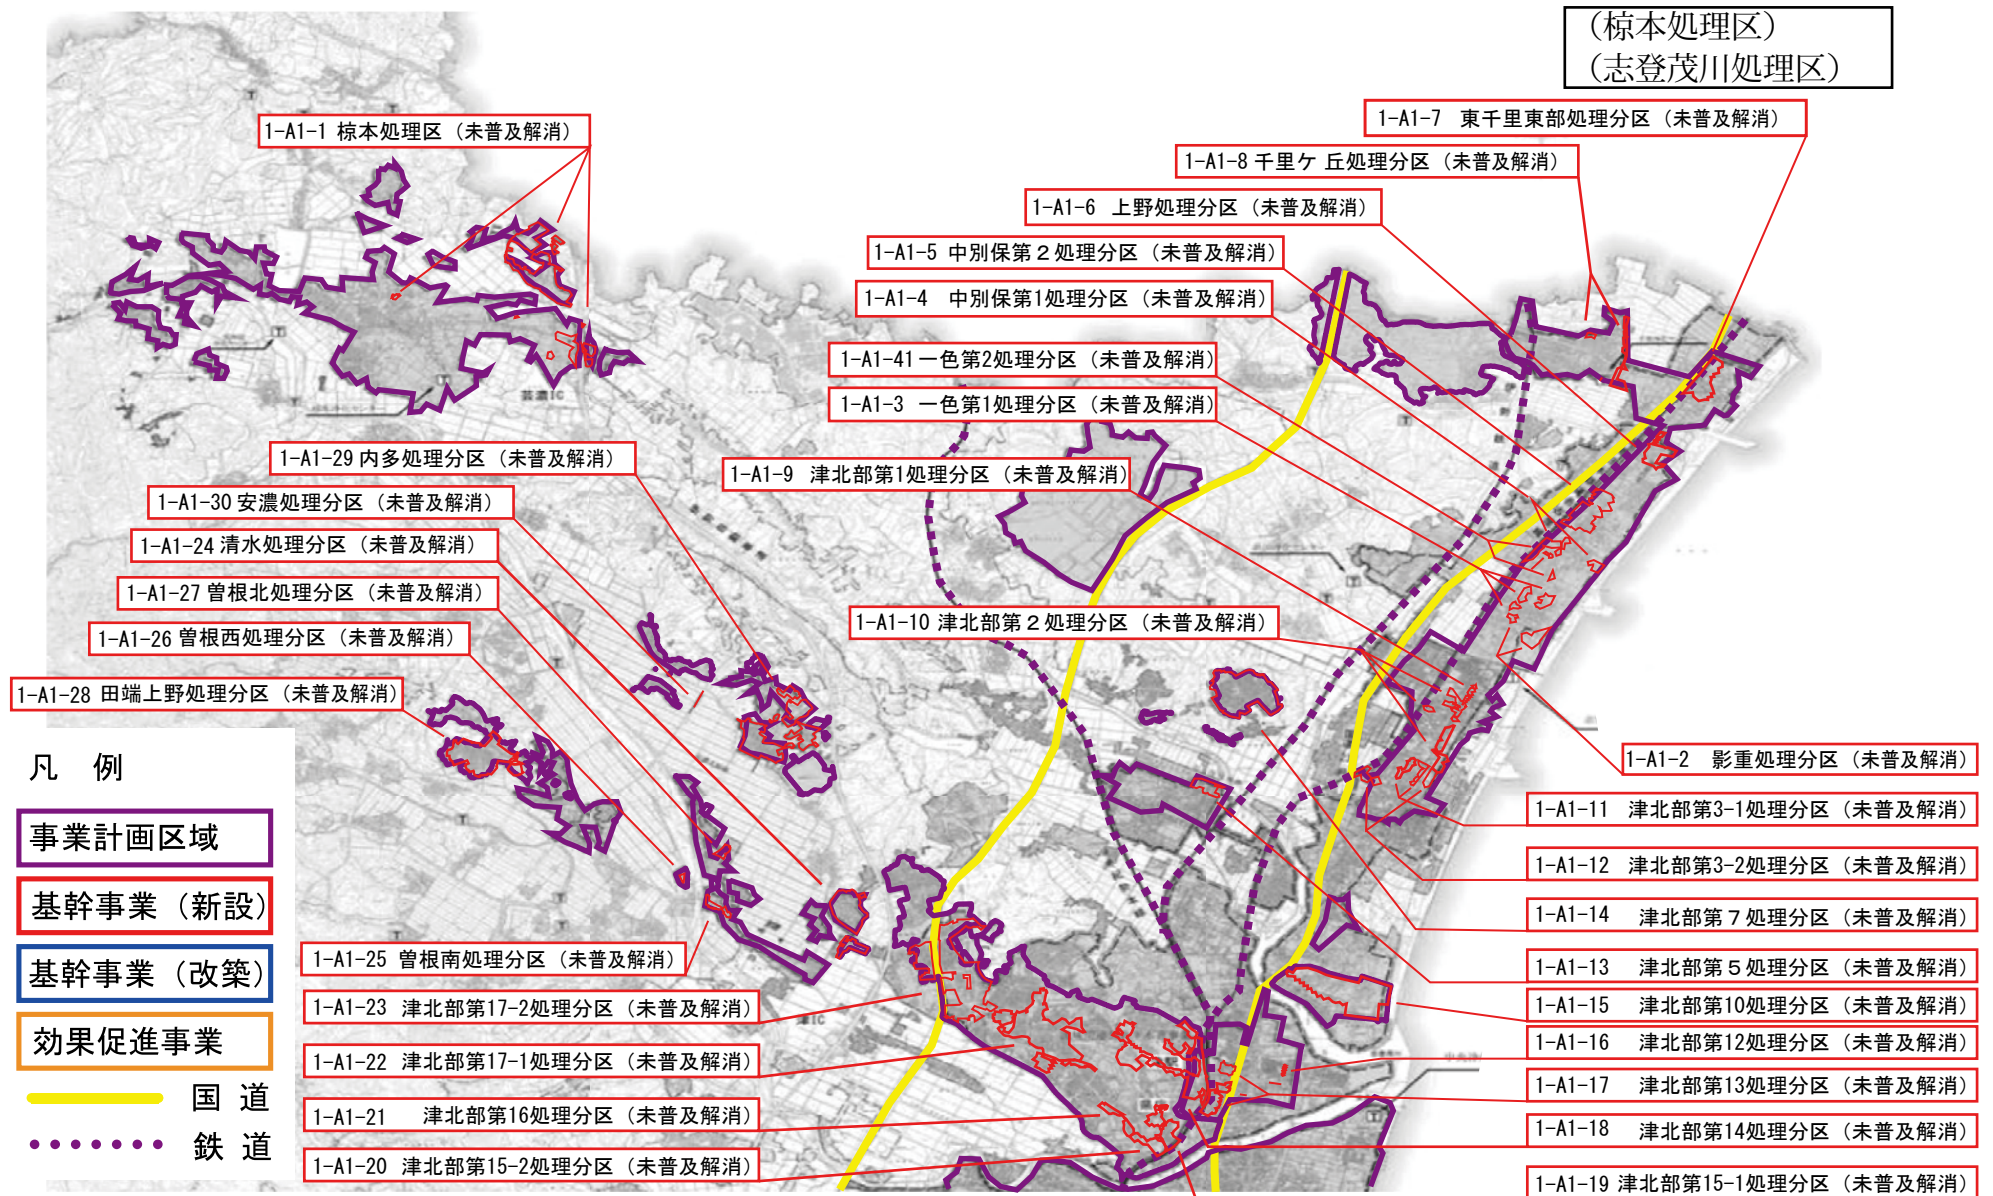 （椋本処理区）
（志登茂川処理区）
1-A1-1 椋本処理区（未普及解消）
1-A1-7 東千里東部処理分区（未普及解消）
1-A1-8 千里ケ 丘処理分区（未普及解消）
1-A1-6 上野処理分区（未普及解消）
1-A1-5 中別保第２処理分区（未普及解消）
1-A1-4 中別保第1処理分区（未普及解消）
1-A1-41 一色第2処理分区（未普及解消）
1-A1-3 一色第1処理分区（未普及解消）
1-A1-29 内多処理分区（未普及解消）
1-A1-9 津北部第1処理分区（未普及解消）
1-A1-30 安濃処理分区（未普及解消）
1-A1-24 清水処理分区（未普及解消）
1-A1-27 曽根北処理分区（未普及解消）
1-A1-10 津北部第２処理分区（未普及解消）
1-A1-26 曽根西処理分区（未普及解消）
1-A1-28 田端上野処理分区（未普及解消）
1-A1-2 影重処理分区（未普及解消）
1-A1-11 津北部第3-1処理分区（未普及解消）
1-A1-12 津北部第3-2処理分区（未普及解消）
1-A1-14 津北部第７処理分区（未普及解消）
1-A1-25 曽根南処理分区（未普及解消）
1-A1-13 津北部第５処理分区（未普及解消）
1-A1-23 津北部第17-2処理分区（未普及解消）
1-A1-15 津北部第10処理分区（未普及解消）
1-A1-16 津北部第12処理分区（未普及解消）
1-A1-22 津北部第17-1処理分区（未普及解消）
1-A1-17 津北部第13処理分区（未普及解消）
1-A1-21 津北部第16処理分区（未普及解消）
1-A1-18 津北部第14処理分区（未普及解消）
1-A1-20 津北部第15-2処理分区（未普及解消）
1-A1-19 津北部第15-1処理分区（未普及解消）
芸濃IC
凡 例
事業計画区域
基幹事業（新設）
基幹事業（改築）
効果促進事業
国 道
鉄 道